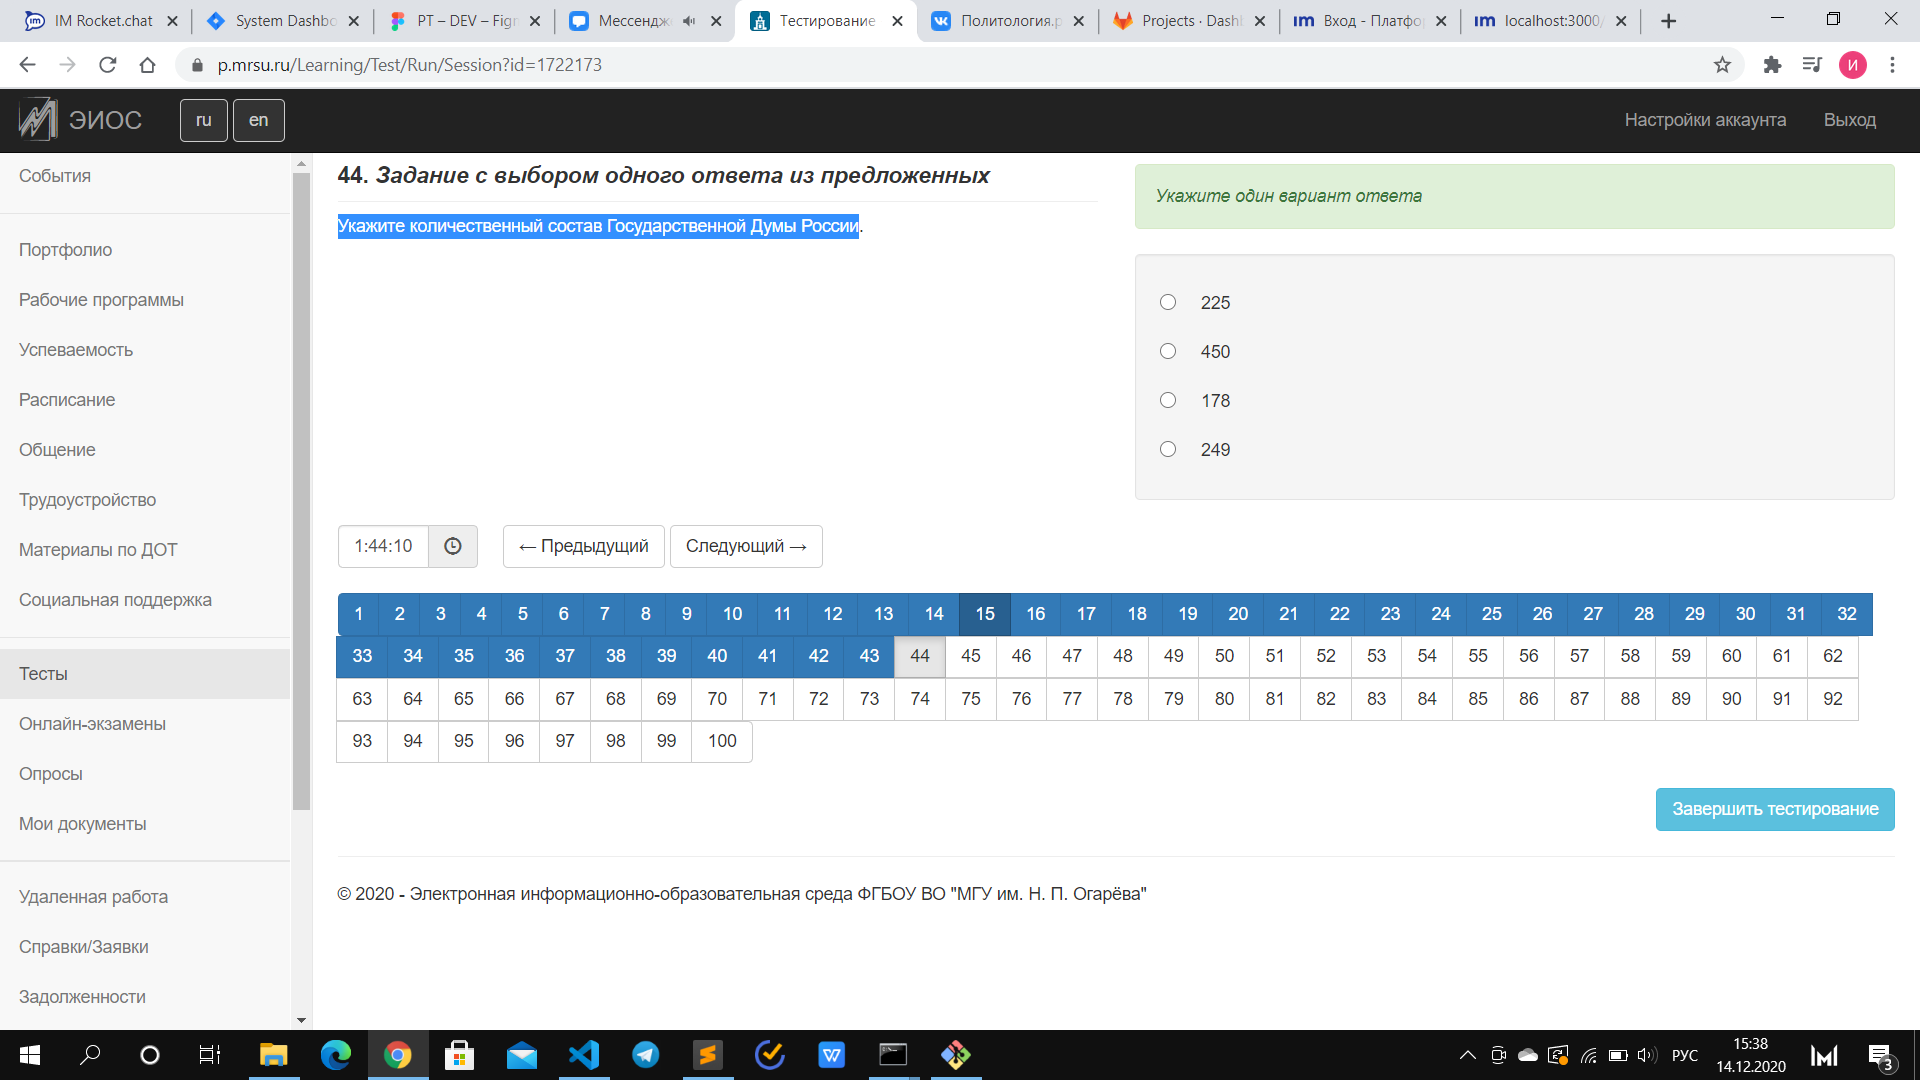 IM Rocket.chat
System Dashbo
PT – DEV – Figm
Мессендже
Тестирование
Политология.p
Projects · Dashb
Вход - Платфор
localhost:3000/
p.mrsu.ru/Learning/Test/Run/Session?id=1722173
И
ЭИОС
ru
en
Настройки аккаунта
Выход
События
Портфолио
Рабочие программы
Успеваемость
Расписание
Общение
Трудоустройство
Материалы по ДОТ
Социальная поддержка
Тесты
Онлайн-экзамены
Опросы
Мои документы
Удаленная работа
Справки/Заявки
Задолженности
44. Задание с выбором одного ответа из предложенных
Укажите количественный состав Государственной Думы России.
Укажите один вариант ответа
225
450
178
249
1:44:10
← Предыдущий
Следующий →
1 2 3 4 5 6 7 8 9 10 11 12 13 14 15 16 17 18 19 20 21 22 23 24 25 26 27 28 29 30 31 32
33 34 35 36 37 38 39 40 41 42 43 44 45 46 47 48 49 50 51 52 53 54 55 56 57 58 59 60 61 62
63 64 65 66 67 68 69 70 71 72 73 74 75 76 77 78 79 80 81 82 83 84 85 86 87 88 89 90 91 92
93 94 95 96 97 98 99 100
Завершить тестирование
© 2020 - Электронная информационно-образовательная среда ФГБОУ ВО "МГУ им. Н. П. Огарёва"
РУС
15:38
14.12.2020
3